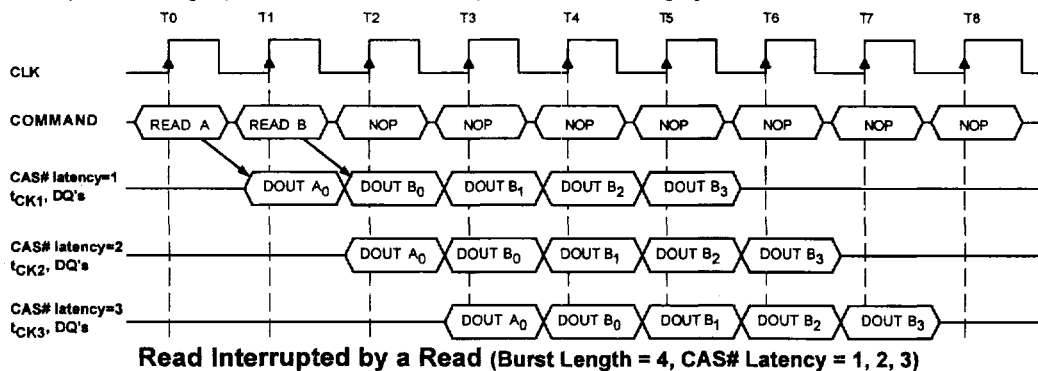 T0 T1 T2 T3 T4 T5 T6 T7 T8
CLK
COMMAND READ A READ B NOP NOP NOP NOP NOP NOP NOP
CAS# latency=1
tCK1, DQ's DOUT A0 DOUT B0 DOUT B1 DOUT B2 DOUT B3
CAS# latency=2
tCK2, DQ's DOUT A0 DOUT B0 DOUT B1 DOUT B2 DOUT B3
CAS# latency=3
tCK3, DQ's DOUT A0 DOUT B0 DOUT B1 DOUT B2 DOUT B3
Read Interrupted by a Read (Burst Length = 4, CAS# Latency = 1, 2, 3)